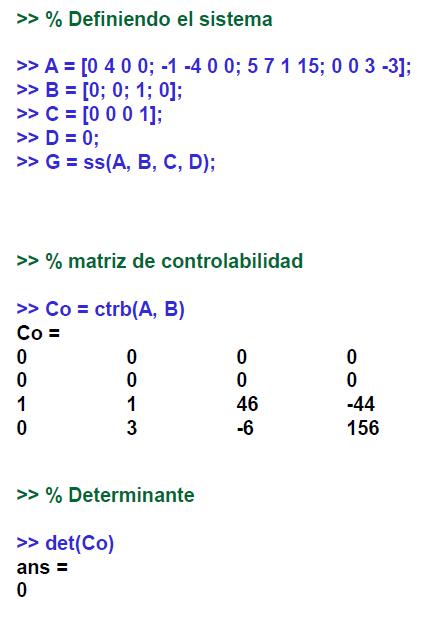 >> % Definiendo el sistema
>> A = [0 4 0 0; -1 -4 0 0; 5 7 1 15; 0 0 3 -3];
>> B = [0; 0; 1; 0];
>> C = [0 0 0 1];
>> D = 0;
>> G = ss(A, B, C, D);
>> % matriz de controlabilidad
>> Co = ctrb(A, B)
Co =
0 0 0 0
0 0 0 0
1 1 46 -44
0 3 -6 156
>> % Determinante
>> det(Co)
ans =
0